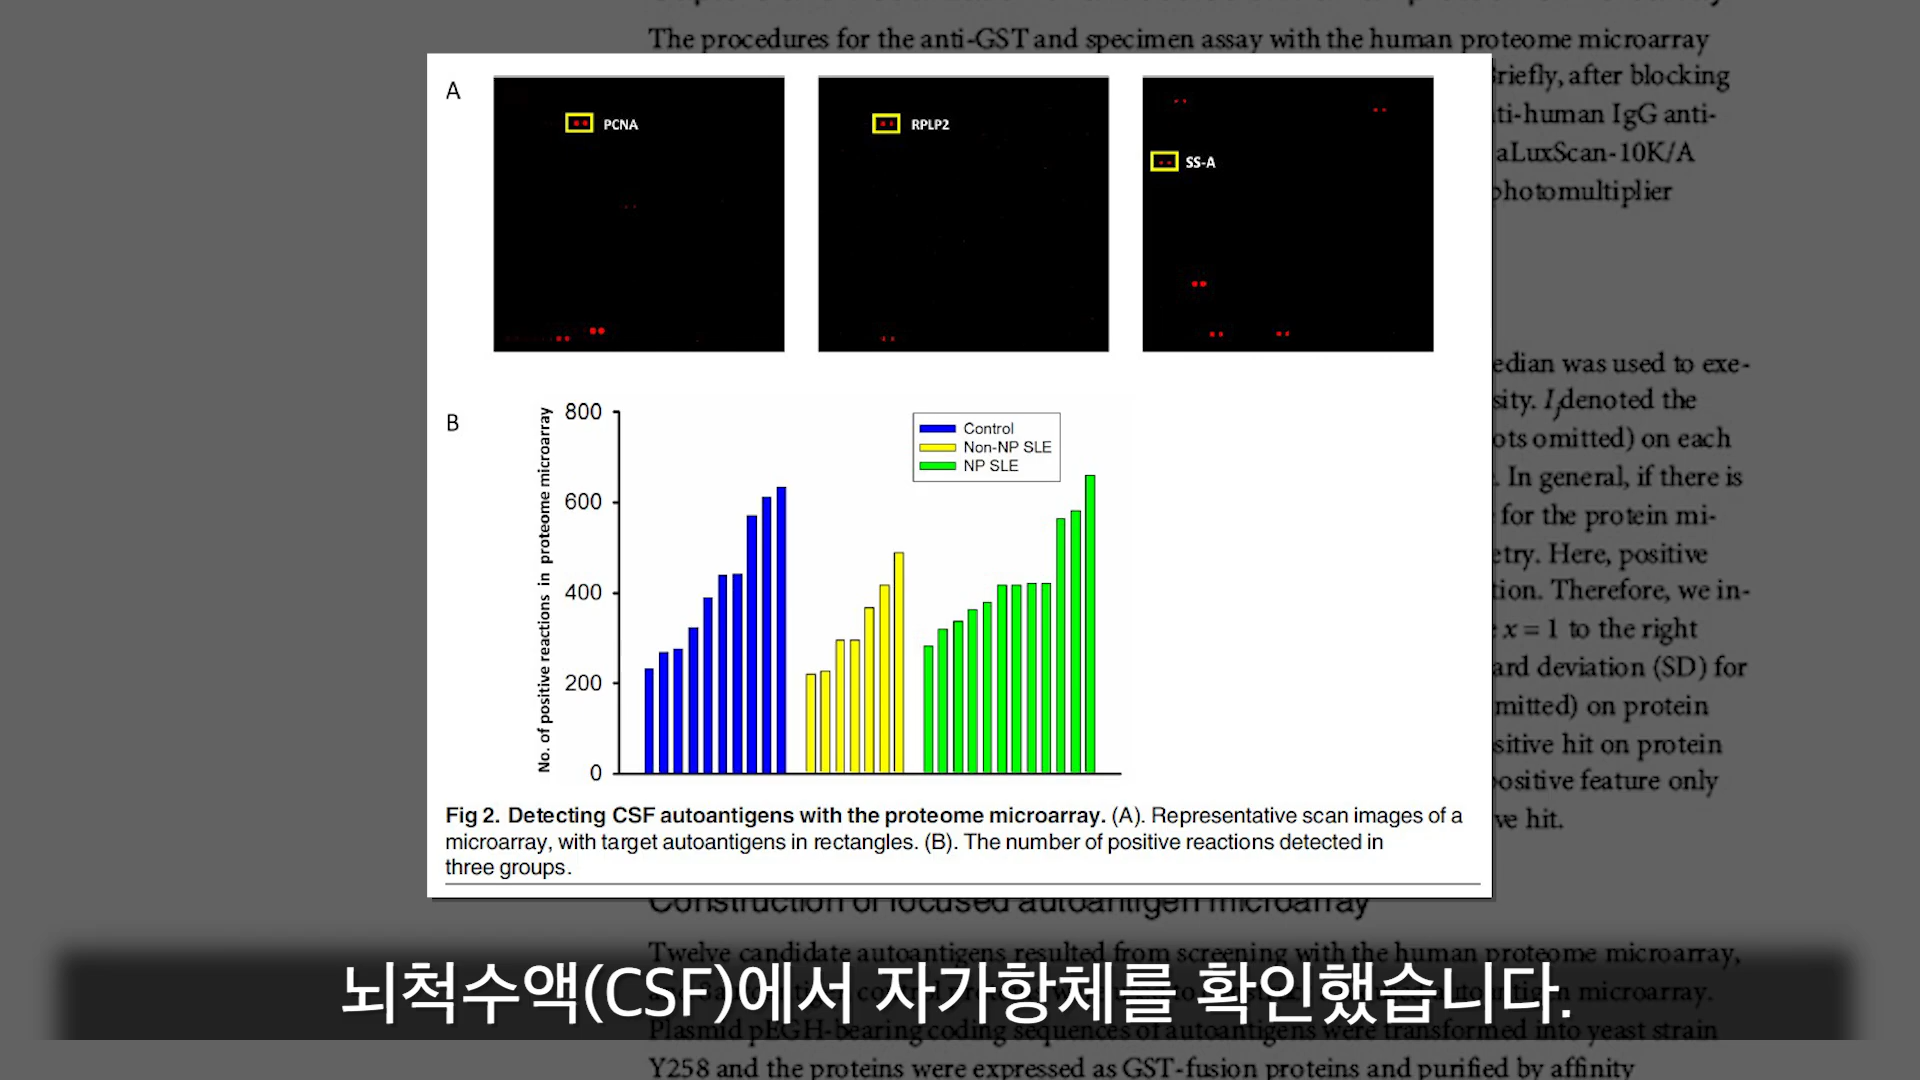 The procedures for the anti-GST and specimen assay with the human proteome microarray
Briefly, after blocking
ti-human IgG anti-
aLuxScan-10K/A
photomultiplier
A
PCNA
RPLP2
SS-A
edian was used to exe-
sity. Ij denoted the
ots omitted) on each
. In general, if there is
for the protein mi-
etry. Here, positive
tion. Therefore, we in-
x = 1 to the right
ard deviation (SD) for
mitted) on protein
sitive hit on protein
positive feature only
ve hit.
B
No. of positive reactions in proteome microarray
800
600
400
200
0
Control
Non-NP SLE
NP SLE
Fig 2. Detecting CSF autoantigens with the proteome microarray. (A). Representative scan images of a
microarray, with target autoantigens in rectangles. (B). The number of positive reactions detected in
three groups.
Construction of focused autoantigen microarray
Twelve candidate autoantigens resulted from screening with the human proteome microarray,
뇌척수액(CSF)에서 자가항체를 확인했습니다.
microarray.
Plasmid pEGH-bearing coding sequences of autoantigens were transformed into yeast strain
Y258 and the proteins were expressed as GST-fusion proteins and purified by affinity